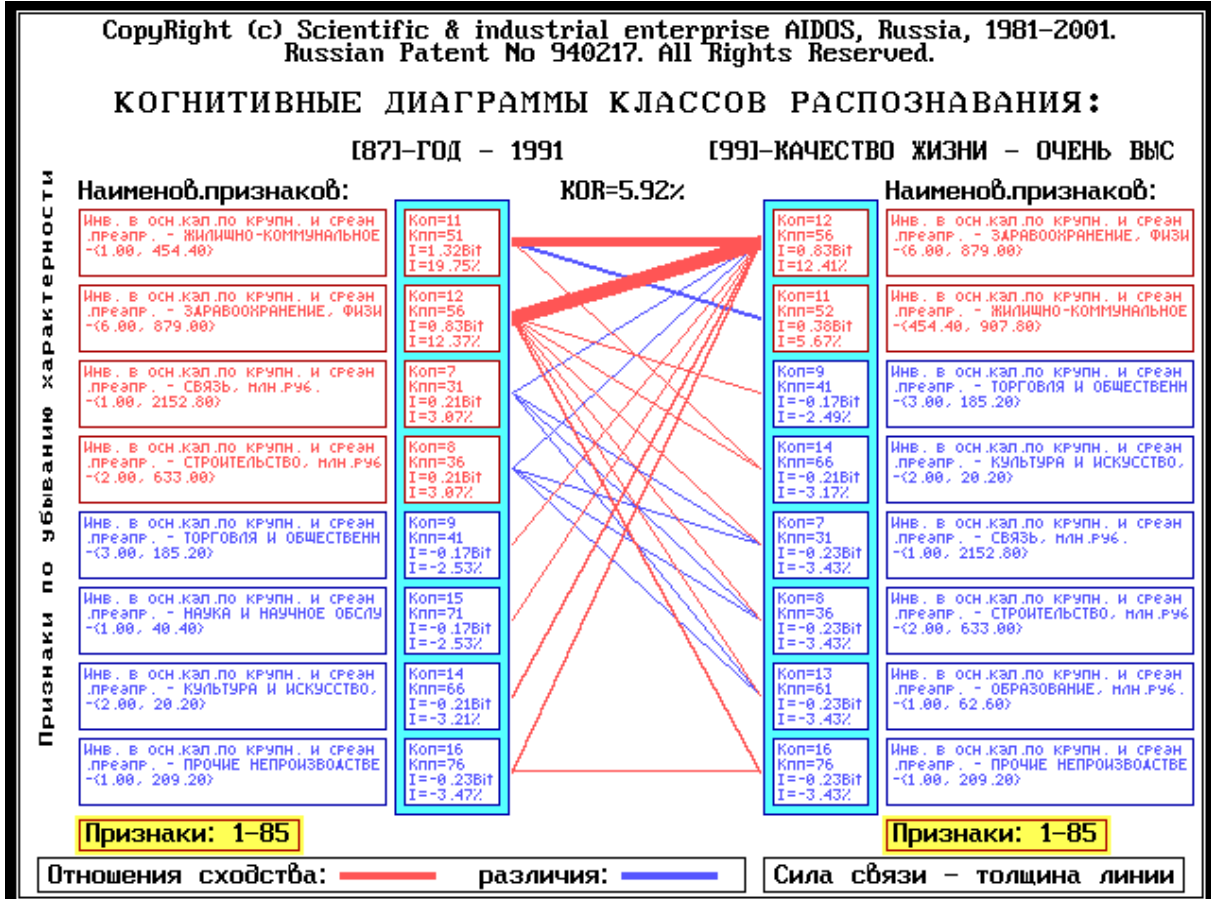 CopyRight (c) Scientific & industrial enterprise AIDOS, Russia, 1981-2001.
Russian Patent No 940217. All Rights Reserved.
КОГНИТИВНЫЕ ДИАГРАММЫ КЛАССОВ РАСПОЗНАВАНИЯ:
[87]-ГОД - 1991
[99]-КАЧЕСТВО ЖИЗНИ - ОЧЕНЬ ВЫС
Наименов.признаков:
KOR=5.92%
Наименов.признаков:
Признаки по убыванию характерности
Инв. в осн.кап.по крупн. и средн
.предпр. - ЖИЛИЩНО-КОММУНАЛЬНОЕ
-{1.00, 454.40}
Коп=11
Кпп=51
I=1.32Bit
I=19.75%
Коп=12
Кпп=56
I=0.83Bit
I=12.41%
Инв. в осн.кап.по крупн. и средн
.предпр. - ЗДРАВООХРАНЕНИЕ, ФИЗИ
-{6.00, 879.00}
Инв. в осн.кап.по крупн. и средн
.предпр. - ЗДРАВООХРАНЕНИЕ, ФИЗИ
-{6.00, 879.00}
Коп=12
Кпп=56
I=0.83Bit
I=12.37%
Коп=11
Кпп=52
I=0.38Bit
I=5.67%
Инв. в осн.кап.по крупн. и средн
.предпр. - ЖИЛИЩНО-КОММУНАЛЬНОЕ
-{454.40, 907.80}
Инв. в осн.кап.по крупн. и средн
.предпр. - СВЯЗЬ, млн.руб.
-{1.00, 2152.80}
Коп=7
Кпп=31
I=0.21Bit
I=3.07%
Коп=9
Кпп=41
I=-0.17Bit
I=-2.49%
Инв. в осн.кап.по крупн. и средн
.предпр. - ТОРГОВЛЯ И ОБЩЕСТВЕНН
-{3.00, 185.20}
Инв. в осн.кап.по крупн. и средн
.предпр. - СТРОИТЕЛЬСТВО, млн.руб
-{2.00, 633.00}
Коп=8
Кпп=36
I=0.21Bit
I=3.07%
Коп=14
Кпп=66
I=-0.21Bit
I=-3.17%
Инв. в осн.кап.по крупн. и средн
.предпр. - КУЛЬТУРА И ИСКУССТВО,
-{2.00, 20.20}
Инв. в осн.кап.по крупн. и средн
.предпр. - ТОРГОВЛЯ И ОБЩЕСТВЕНН
-{3.00, 185.20}
Коп=9
Кпп=41
I=-0.17Bit
I=-2.53%
Коп=7
Кпп=31
I=-0.23Bit
I=-3.43%
Инв. в осн.кап.по крупн. и средн
.предпр. - СВЯЗЬ, млн.руб.
-{1.00, 2152.80}
Инв. в осн.кап.по крупн. и средн
.предпр. - НАУКА И НАУЧНОЕ ОБСЛУ
-{1.00, 40.40}
Коп=15
Кпп=71
I=-0.17Bit
I=-2.53%
Коп=8
Кпп=36
I=-0.23Bit
I=-3.43%
Инв. в осн.кап.по крупн. и средн
.предпр. - СТРОИТЕЛЬСТВО, млн.руб
-{2.00, 633.00}
Инв. в осн.кап.по крупн. и средн
.предпр. - КУЛЬТУРА И ИСКУССТВО,
-{2.00, 20.20}
Коп=14
Кпп=66
I=-0.21Bit
I=-3.21%
Коп=13
Кпп=61
I=-0.23Bit
I=-3.43%
Инв. в осн.кап.по крупн. и средн
.предпр. - ОБРАЗОВАНИЕ, млн.руб.
-{1.00, 62.60}
Инв. в осн.кап.по крупн. и средн
.предпр. - ПРОЧИЕ НЕПРОИЗВОДСТВЕ
-{1.00, 209.20}
Коп=16
Кпп=76
I=-0.23Bit
I=-3.47%
Коп=16
Кпп=76
I=-0.23Bit
I=-3.43%
Инв. в осн.кап.по крупн. и средн
.предпр. - ПРОЧИЕ НЕПРОИЗВОДСТВЕ
-{1.00, 209.20}
Признаки: 1-85
Признаки: 1-85
Отношения сходства: различия:
Сила связи - толщина линии